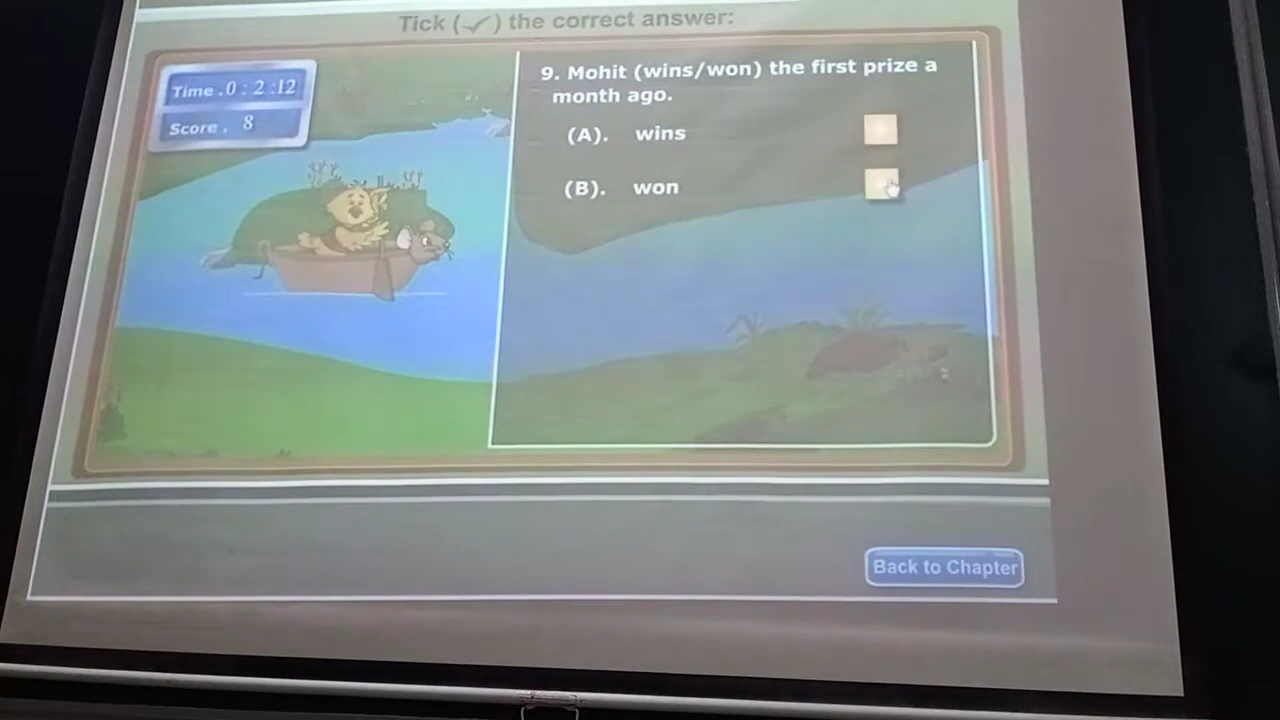 Tick (✓) the correct answer:
Time . 0 : 2 :12
Score . 8
9. Mohit (wins/won) the first prize a
month ago.
(A). wins
(B). won
Back to Chapter